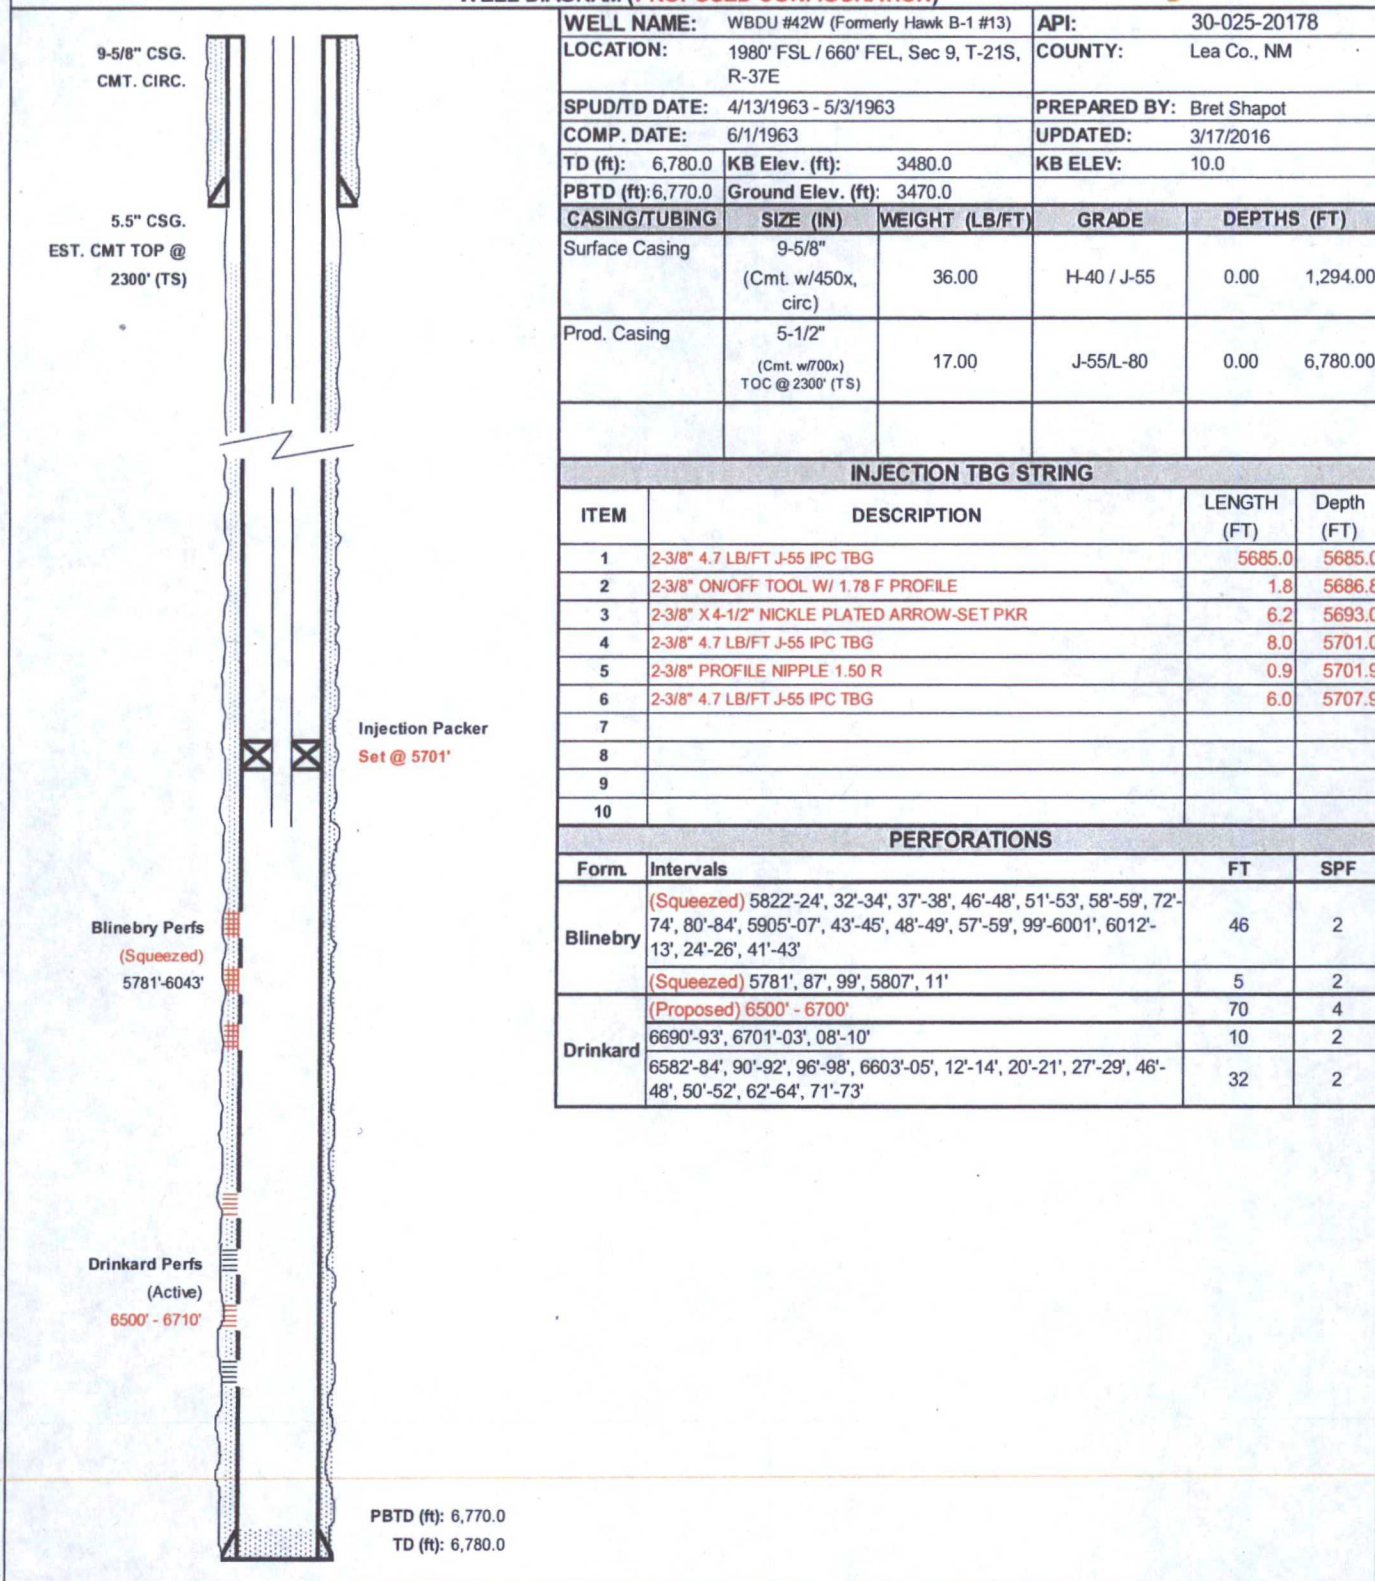 WELL DIAGRAM (PROPOSED CONFIGURATION)
WELL NAME: WBDU #42W (Formerly Hawk B-1 #13) API: 30-025-20178
LOCATION: 1980' FSL / 660' FEL, Sec 9, T-21S, COUNTY: Lea Co., NM
R-37E
SPUD/TD DATE: 4/13/1963 - 5/3/1963 PREPARED BY: Bret Shapot
COMP. DATE: 6/1/1963 UPDATED: 3/17/2016
TD (ft): 6,780.0 KB Elev. (ft): 3480.0 KB ELEV: 10.0
PBTD (ft): 6,770.0 Ground Elev. (ft): 3470.0
CASING/TUBING SIZE (IN) WEIGHT (LB/FT) GRADE DEPTHS (FT)
Surface Casing 9-5/8"
(Cmt. w/450x, 36.00 H-40 / J-55 0.00 1,294.00
circ)
Prod. Casing 5-1/2"
(Cmt. w/700x) 17.00 J-55/L-80 0.00 6,780.00
TOC @ 2300' (TS)
INJECTION TBG STRING
ITEM DESCRIPTION LENGTH (FT) Depth (FT)
1 2-3/8" 4.7 LB/FT J-55 IPC TBG 5685.0 5685.0
2 2-3/8" ON/OFF TOOL W/ 1.78 F PROFILE 1.8 5686.8
3 2-3/8" X 4-1/2" NICKLE PLATED ARROW-SET PKR 6.2 5693.0
4 2-3/8" 4.7 LB/FT J-55 IPC TBG 8.0 5701.0
5 2-3/8" PROFILE NIPPLE 1.50 R 0.9 5701.9
6 2-3/8" 4.7 LB/FT J-55 IPC TBG 6.0 5707.9
7
8
9
10
PERFORATIONS
Form. Intervals FT SPF
Blinebry (Squeezed) 5822'-24', 32'-34', 37'-38', 46'-48', 51'-53', 58'-59', 72'-
74', 80'-84', 5905'-07', 43'-45', 48'-49', 57'-59', 99'-6001', 6012'- 46 2
13', 24'-26', 41'-43'
(Squeezed) 5781', 87', 99', 5807', 11' 5 2
Drinkard (Proposed) 6500' - 6700' 70 4
6690'-93', 6701'-03', 08'-10' 10 2
6582'-84', 90'-92', 96'-98', 6603'-05', 12'-14', 20'-21', 27'-29', 46'-
48', 50'-52', 62'-64', 71'-73' 32 2
9-5/8" CSG.
CMT. CIRC.
5.5" CSG.
EST. CMT TOP @
2300' (TS)
Injection Packer
Set @ 5701'
Blinebry Perfs
(Squeezed)
5781'-6043'
Drinkard Perfs
(Active)
6500' - 6710'
PBTD (ft): 6,770.0
TD (ft): 6,780.0